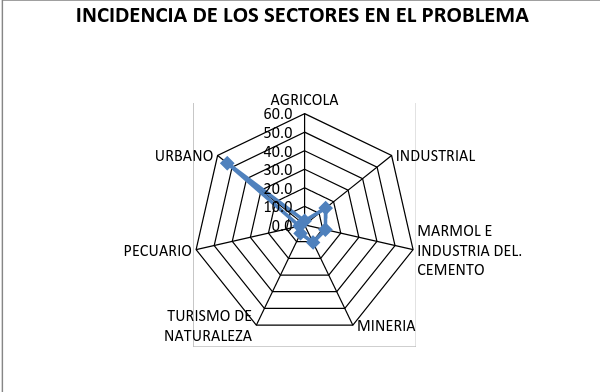 INCIDENCIA DE LOS SECTORES EN EL PROBLEMA
AGRICOLA
60.0
50.0
40.0
30.0
20.0
10.0
0.0
URBANO
INDUSTRIAL
PECUARIO
MARMOL E
INDUSTRIA DEL.
CEMENTO
TURISMO DE
NATURALEZA
MINERIA